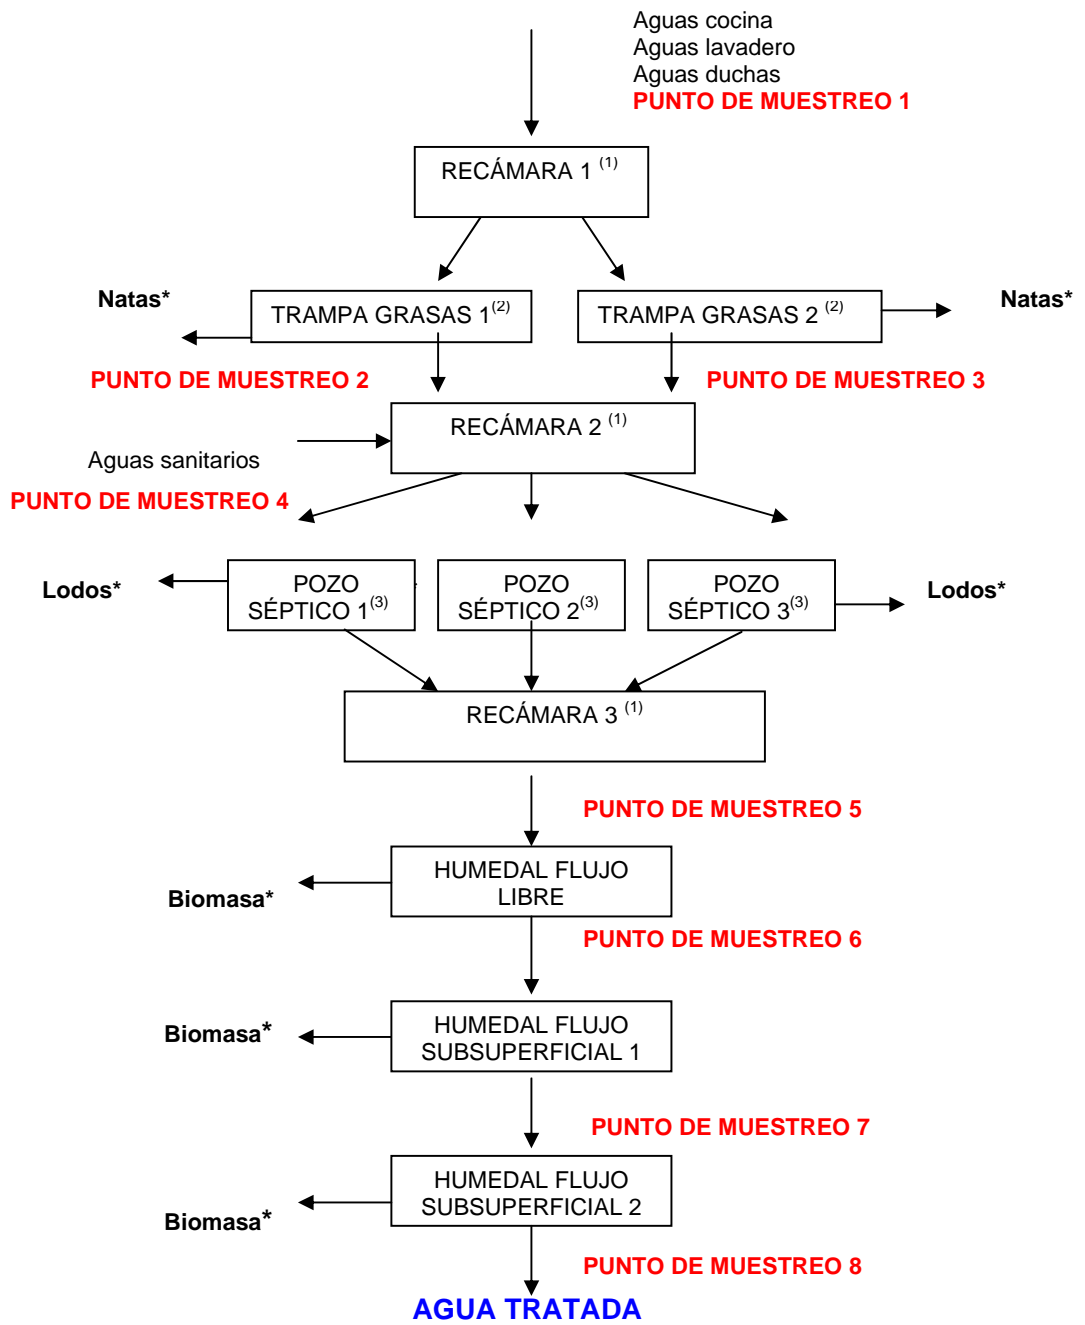 Aguas cocina
Aguas lavadero
Aguas duchas
PUNTO DE MUESTREO 1
RECÁMARA 1 (1)
Natas*
TRAMPA GRASAS 1(2)
TRAMPA GRASAS 2 (2)
Natas*
PUNTO DE MUESTREO 2
PUNTO DE MUESTREO 3
RECÁMARA 2 (1)
Aguas sanitarios
PUNTO DE MUESTREO 4
Lodos*
POZO
SÉPTICO 1(3)
POZO
SÉPTICO 2(3)
POZO
SÉPTICO 3(3)
Lodos*
RECÁMARA 3 (1)
PUNTO DE MUESTREO 5
HUMEDAL FLUJO
LIBRE
Biomasa*
PUNTO DE MUESTREO 6
HUMEDAL FLUJO
SUBSUPERFICIAL 1
Biomasa*
PUNTO DE MUESTREO 7
HUMEDAL FLUJO
SUBSUPERFICIAL 2
Biomasa*
PUNTO DE MUESTREO 8
AGUA TRATADA